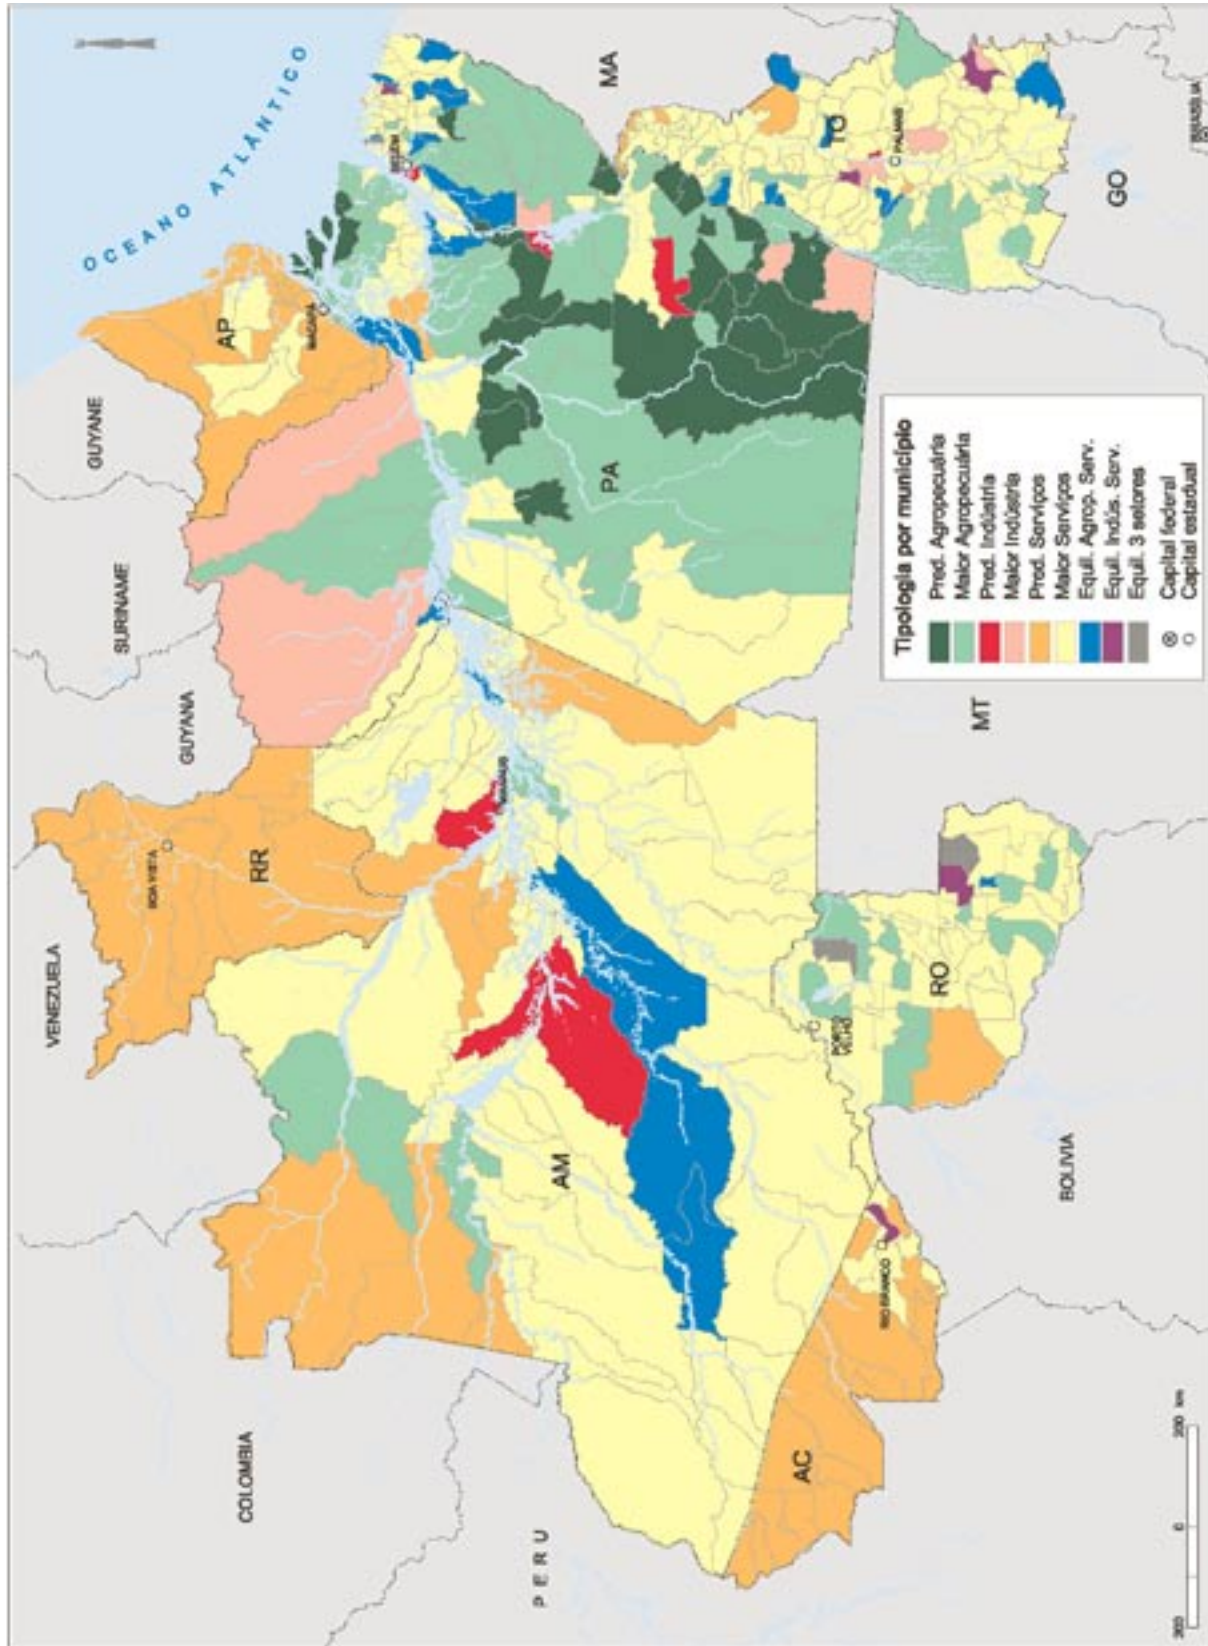 OCEANO ATLÂNTICO
VENEZUELA
GUYANA
SURINAME
GUYANE
COLOMBIA
PERU
BOLIVIA
BOA VISTA
RR
AP
MACAPÁ
BELÉM
MA
AM
MANAUS
PA
TO
PALMAS
AC
RIO BRANCO
PORTO VELHO
RO
MT
GO
BRASÍLIA
Tipologia por município
Pred. Agropecuária
Maior Agropecuária
Pred. Indústria
Maior Indústria
Pred. Serviços
Maior Serviços
Equil. Agrop. Serv.
Equil. Indús. Serv.
Equil. 3 setores
Capital federal
Capital estadual
200 0 200 km